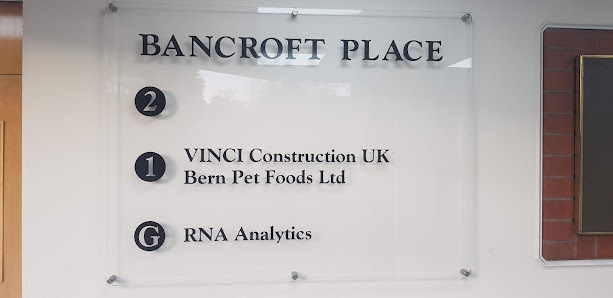 BANCROFT PLACE
2
1 VINCI Construction UK
Bern Pet Foods Ltd
G RNA Analytics